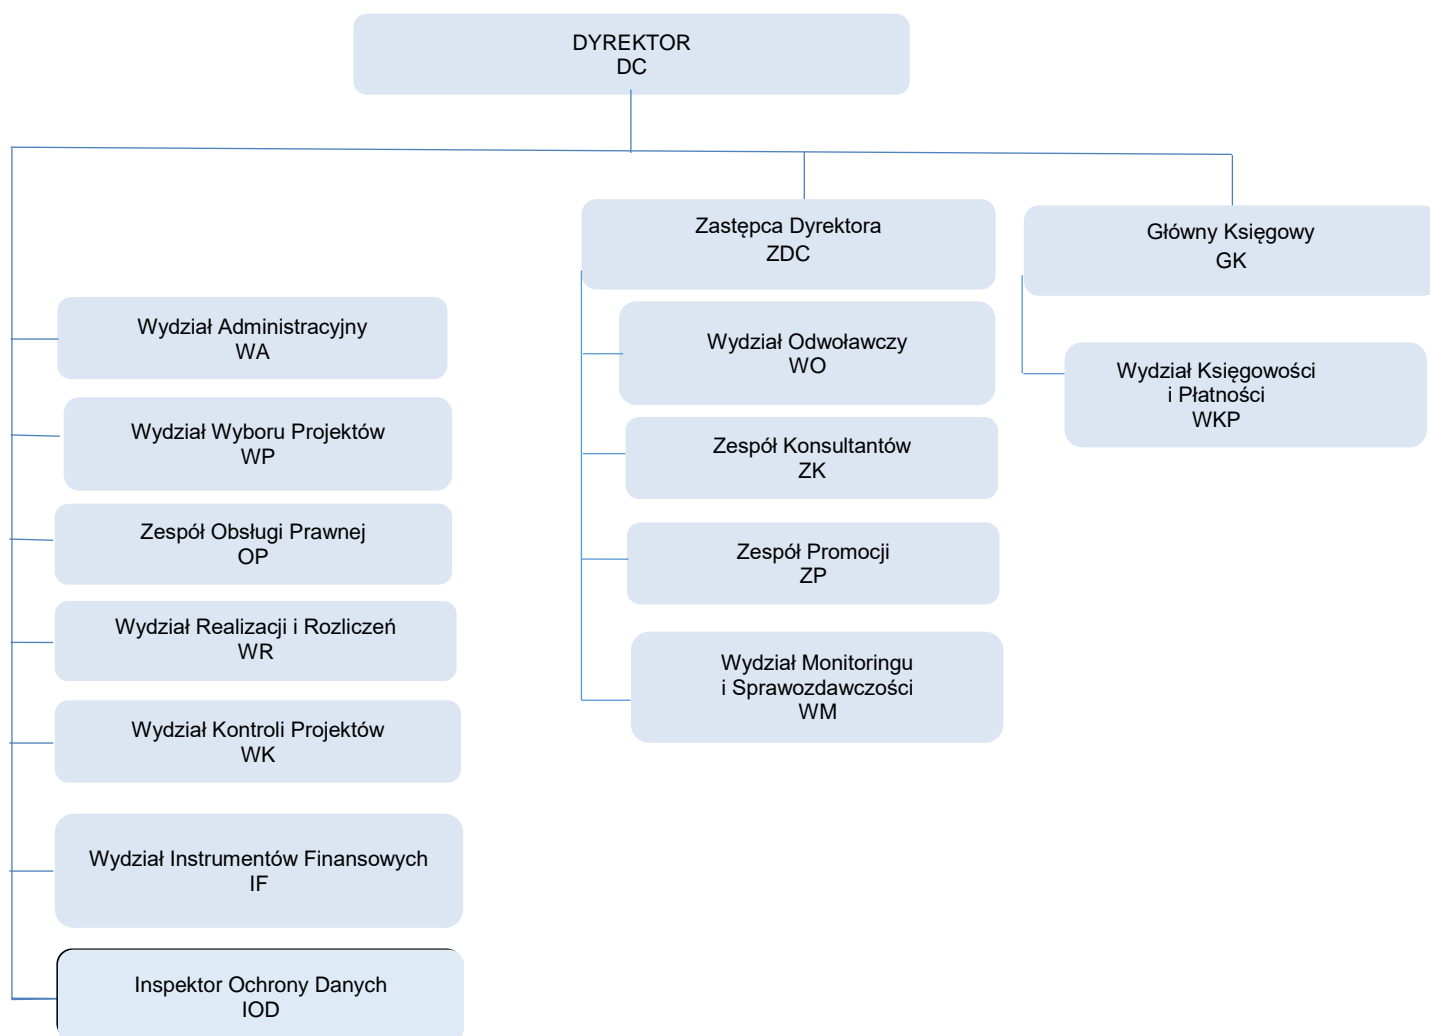 DYREKTOR
DC
Zastępca Dyrektora
ZDC
Główny Księgowy
GK
Wydział Administracyjny
WA
Wydział Wyboru Projektów
WP
Zespół Obsługi Prawnej
OP
Wydział Realizacji i Rozliczeń
WR
Wydział Kontroli Projektów
WK
Wydział Instrumentów Finansowych
IF
Inspektor Ochrony Danych
IOD
Wydział Odwoławczy
WO
Zespół Konsultantów
ZK
Zespół Promocji
ZP
Wydział Monitoringu
i Sprawozdawczości
WM
Wydział Księgowości
i Płatności
WKP